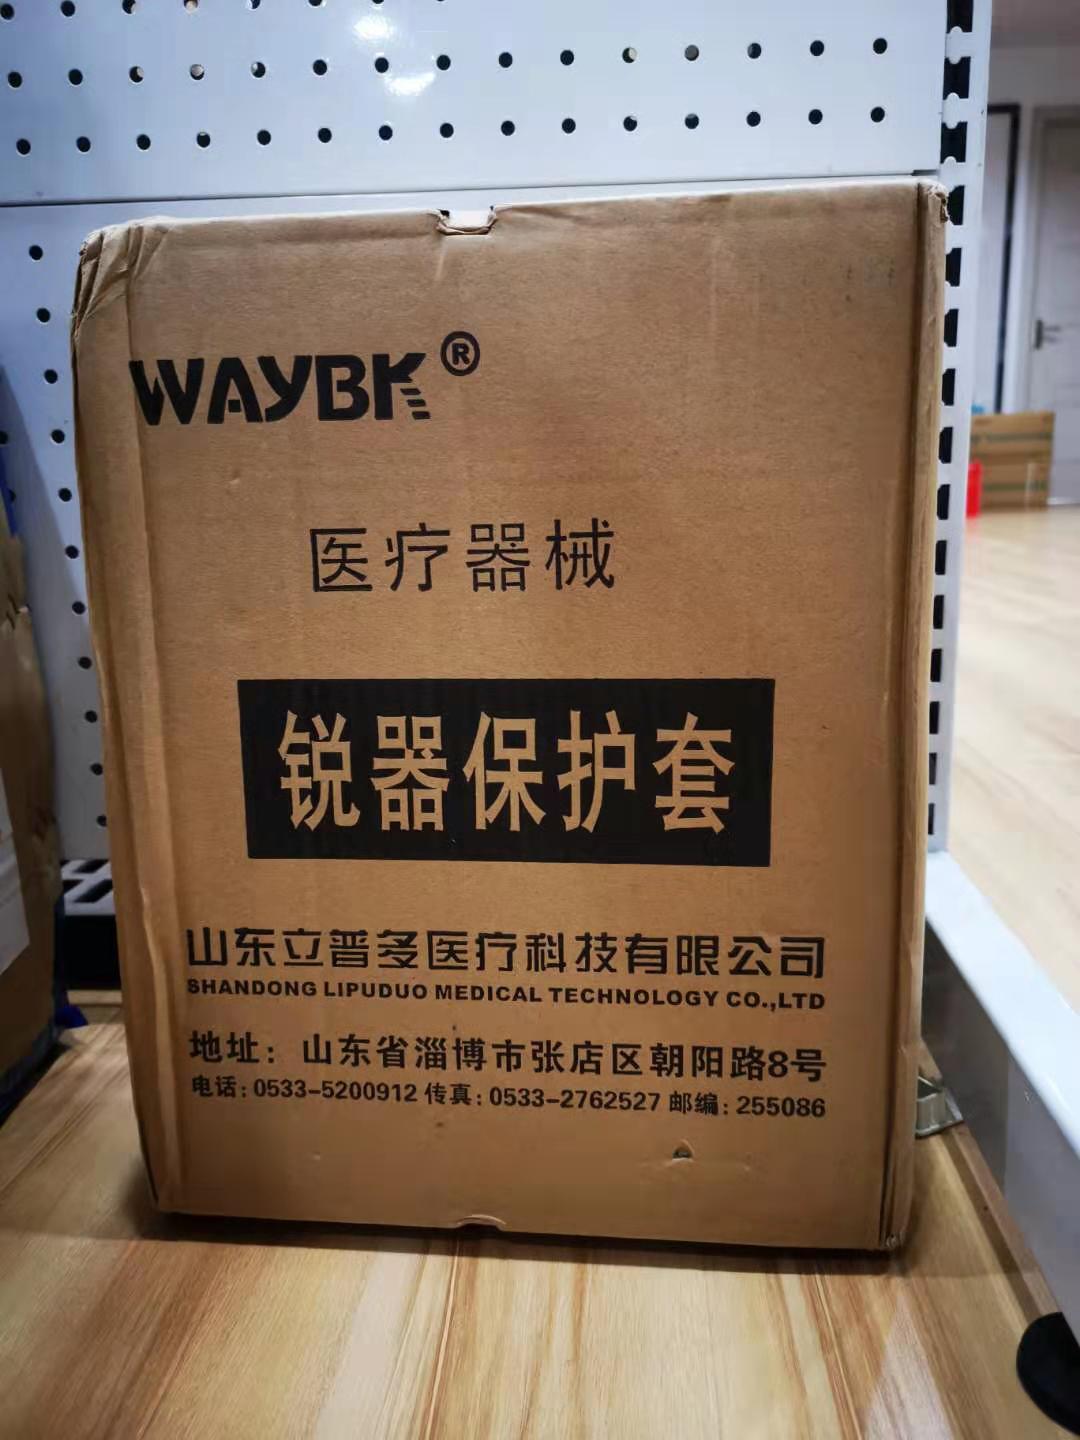 WAYBK®
医疗器械
锐器保护套
山东立普多医疗科技有限公司
SHANDONG LIPUDUO MEDICAL TECHNOLOGY CO.,LTD
地址：山东省淄博市张店区朝阳路8号
电话:0533-5200912 传真:0533-2762527 邮编:255086